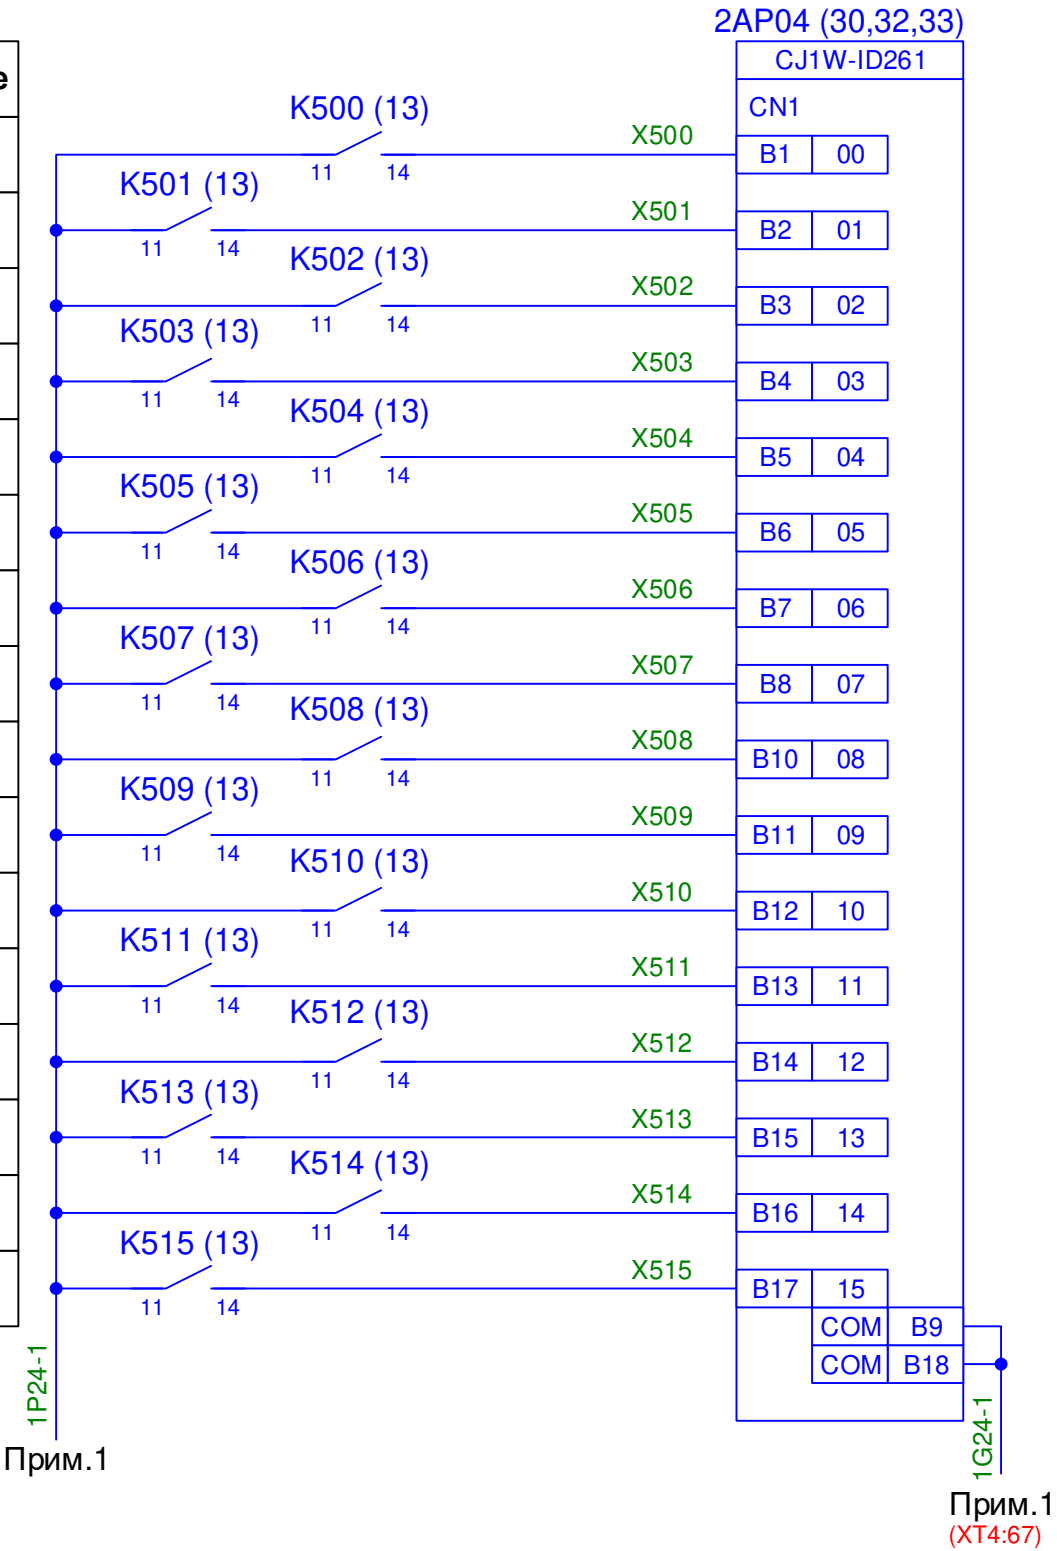 2AP04 (30,32,33)
CJ1W-ID261
е
CN1
K500 (13)
X500
11 14
B1 00
K501 (13)
X501
11 14
B2 01
K502 (13)
X502
11 14
B3 02
K503 (13)
X503
11 14
B4 03
K504 (13)
X504
11 14
B5 04
K505 (13)
X505
11 14
B6 05
K506 (13)
X506
11 14
B7 06
K507 (13)
X507
11 14
B8 07
K508 (13)
X508
11 14
B10 08
K509 (13)
X509
11 14
B11 09
K510 (13)
X510
11 14
B12 10
K511 (13)
X511
11 14
B13 11
K512 (13)
X512
11 14
B14 12
K513 (13)
X513
11 14
B15 13
K514 (13)
X514
11 14
B16 14
K515 (13)
X515
11 14
B17 15
COM B9
COM B18
1P24-1
1G24-1
Прим.1
Прим.1
(XT4:67)